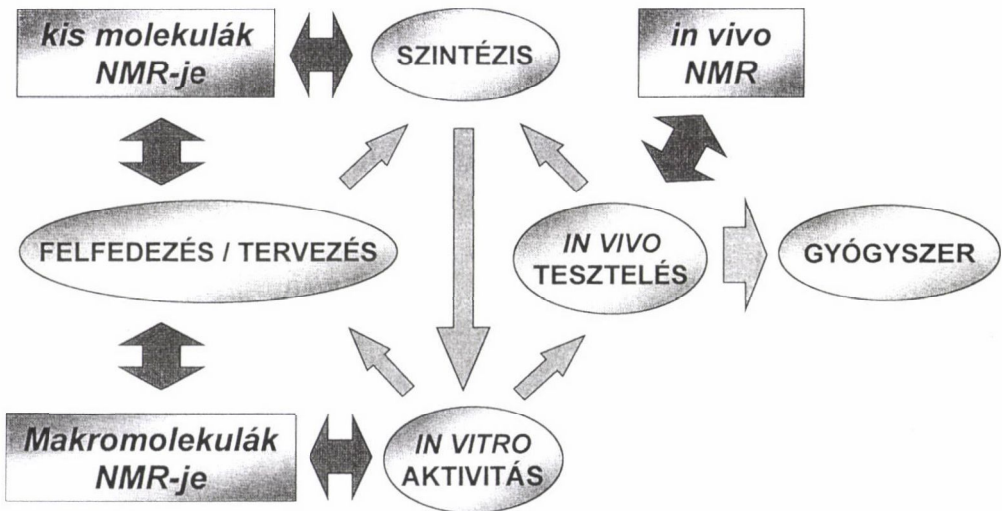 kis molekulák
NMR-je
SZINTÉZIS
in vivo
NMR
FELFEDEZÉS / TERVEZÉS
IN VIVO
TESZTELÉS
GYÓGYSZER
Makromolekulák
NMR-je
IN VITRO
AKTIVITÁS